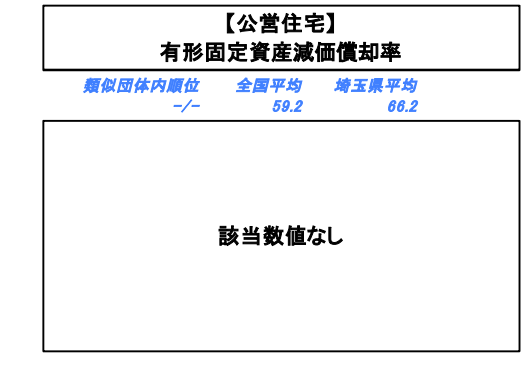 【公営住宅】
有形固定資産減価償却率
類似団体内順位 全国平均 埼玉県平均
-/- 59.2 66.2
該当数値なし